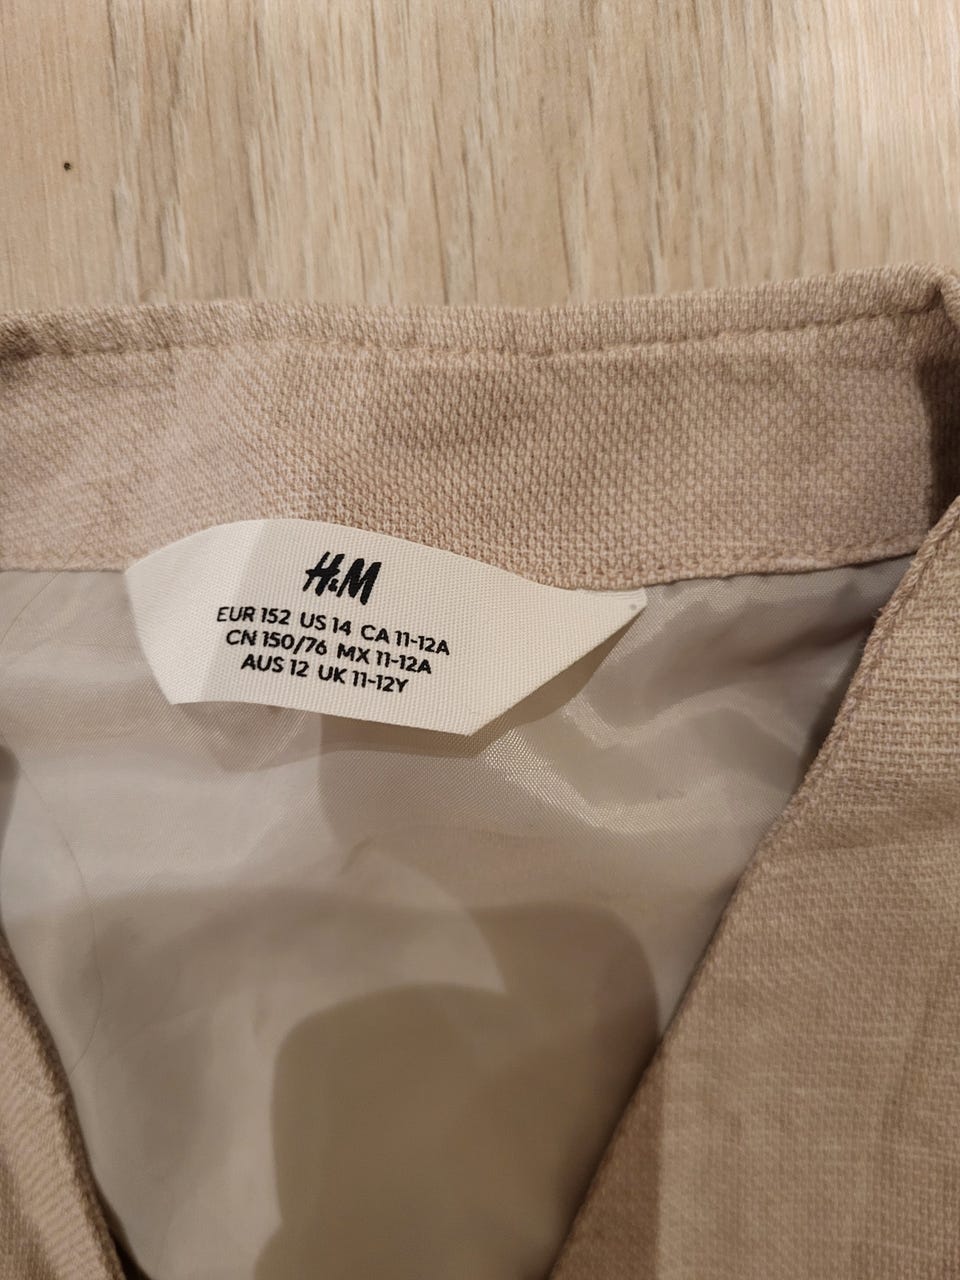 H&M
EUR 152 US 14 CA 11-12A
CN 150/76 MX 11-12A
AUS 12 UK 11-12Y